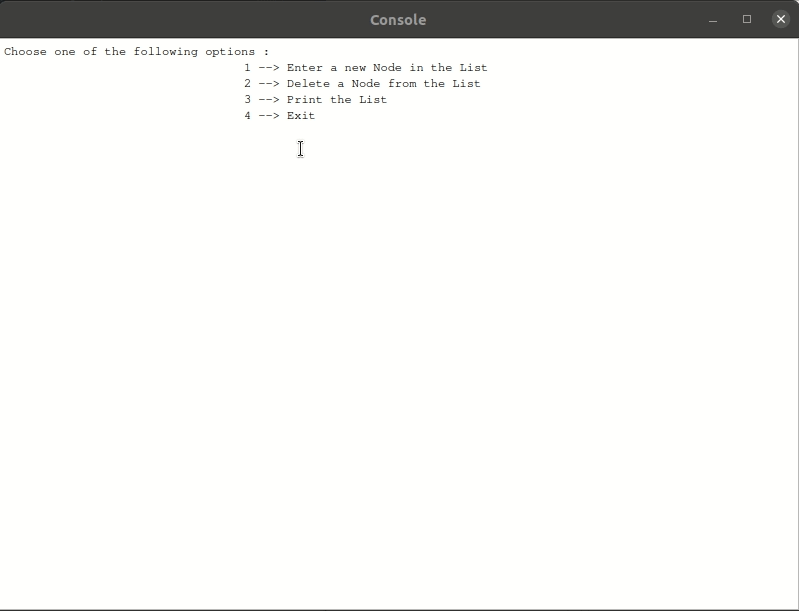 Console
Choose one of the following options :
1 --> Enter a new Node in the List
2 --> Delete a Node from the List
3 --> Print the List
4 --> Exit